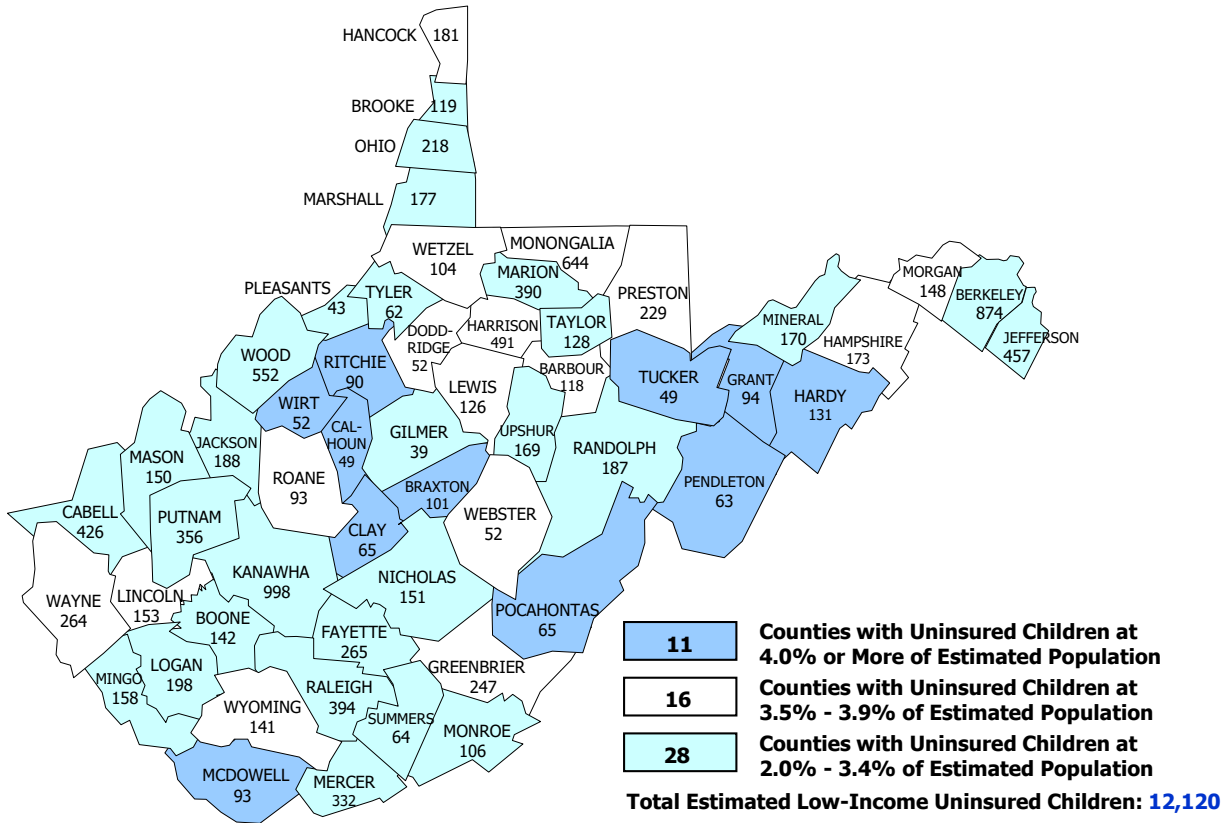 HANCOCK 181
BROOKE 119
OHIO 218
MARSHALL 177
WETZEL
104
MONONGALIA
644
MARION
390
PRESTON
229
MORGAN
148
BERKELEY
874
JEFFERSON
457
MINERAL
170
HAMPSHIRE
173
PLEASANTS
43
TYLER
62
DODD-
RIDGE
52
HARRISON
491
TAYLOR
128
BARBOUR
118
WOOD
552
RITCHIE
90
LEWIS
126
TUCKER
49
GRANT
94
HARDY
131
WIRT
52
CAL-
HOUN
49
GILMER
39
UPSHUR
169
RANDOLPH
187
PENDLETON
63
JACKSON
188
MASON
150
ROANE
93
BRAXTON
101
WEBSTER
52
CABELL
426
PUTNAM
356
CLAY
65
KANAWHA
998
NICHOLAS
151
POCAHONTAS
65
WAYNE
264
LINCOLN
153
BOONE
142
FAYETTE
265
GREENBRIER
247
MINGO
158
LOGAN
198
WYOMING
141
RALEIGH
394
SUMMERS
64
MONROE
106
MCDOWELL
93
MERCER
332
11 Counties with Uninsured Children at
4.0% or More of Estimated Population
16 Counties with Uninsured Children at
3.5% - 3.9% of Estimated Population
28 Counties with Uninsured Children at
2.0% - 3.4% of Estimated Population
Total Estimated Low-Income Uninsured Children: 12,120